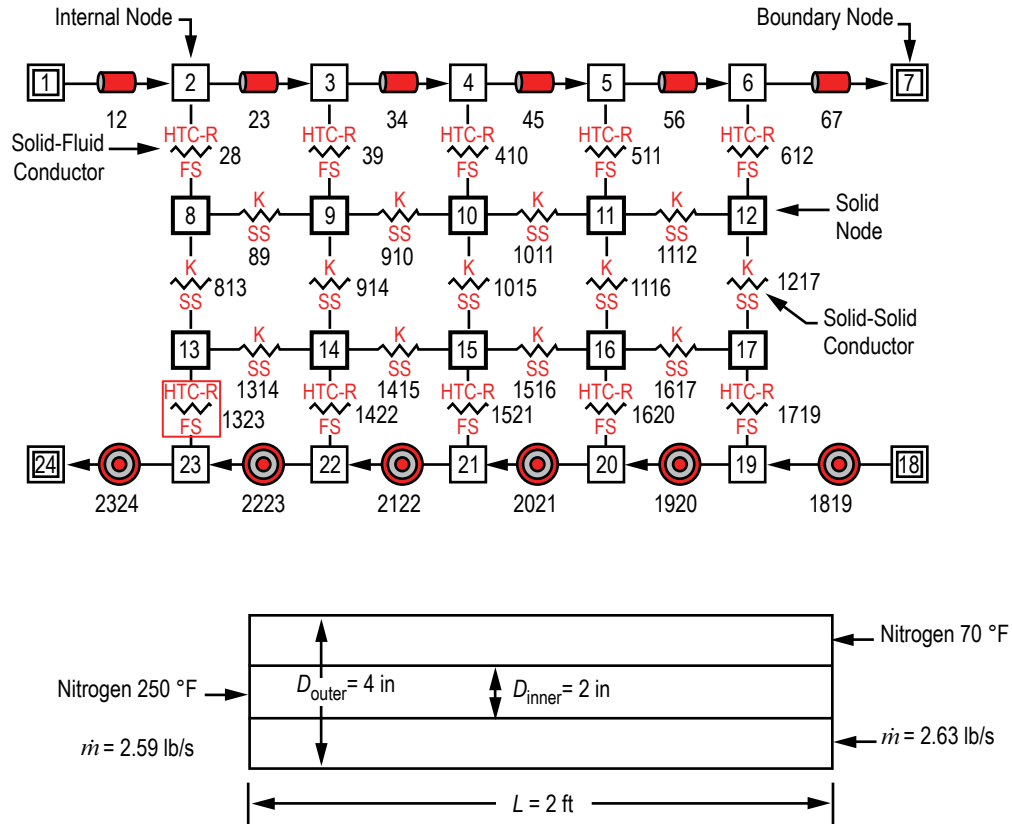 Internal Node
Boundary Node
1 2 3 4 5 6 7
12 23 34 45 56 67
HTC-R HTC-R HTC-R HTC-R HTC-R
Solid-Fluid
Conductor
28 39 410 511 612
FS FS FS FS FS
K K K K
8 9 10 11 12
Solid
Node
SS SS SS SS
89 910 1011 1112
K K K K K
813 914 1015 1116 1217
SS SS SS SS SS
Solid-Solid
Conductor
K K K K
13 14 15 16 17
SS SS SS SS
1314 1415 1516 1617
HTC-R HTC-R HTC-R HTC-R HTC-R
1323 1422 1521 1620 1719
FS FS FS FS FS
24 23 22 21 20 19 18
2324 2223 2122 2021 1920 1819
Nitrogen 70 °F
Nitrogen 250 °F
D outer = 4 in
D inner = 2 in
ṁ = 2.59 lb/s
ṁ = 2.63 lb/s
L = 2 ft